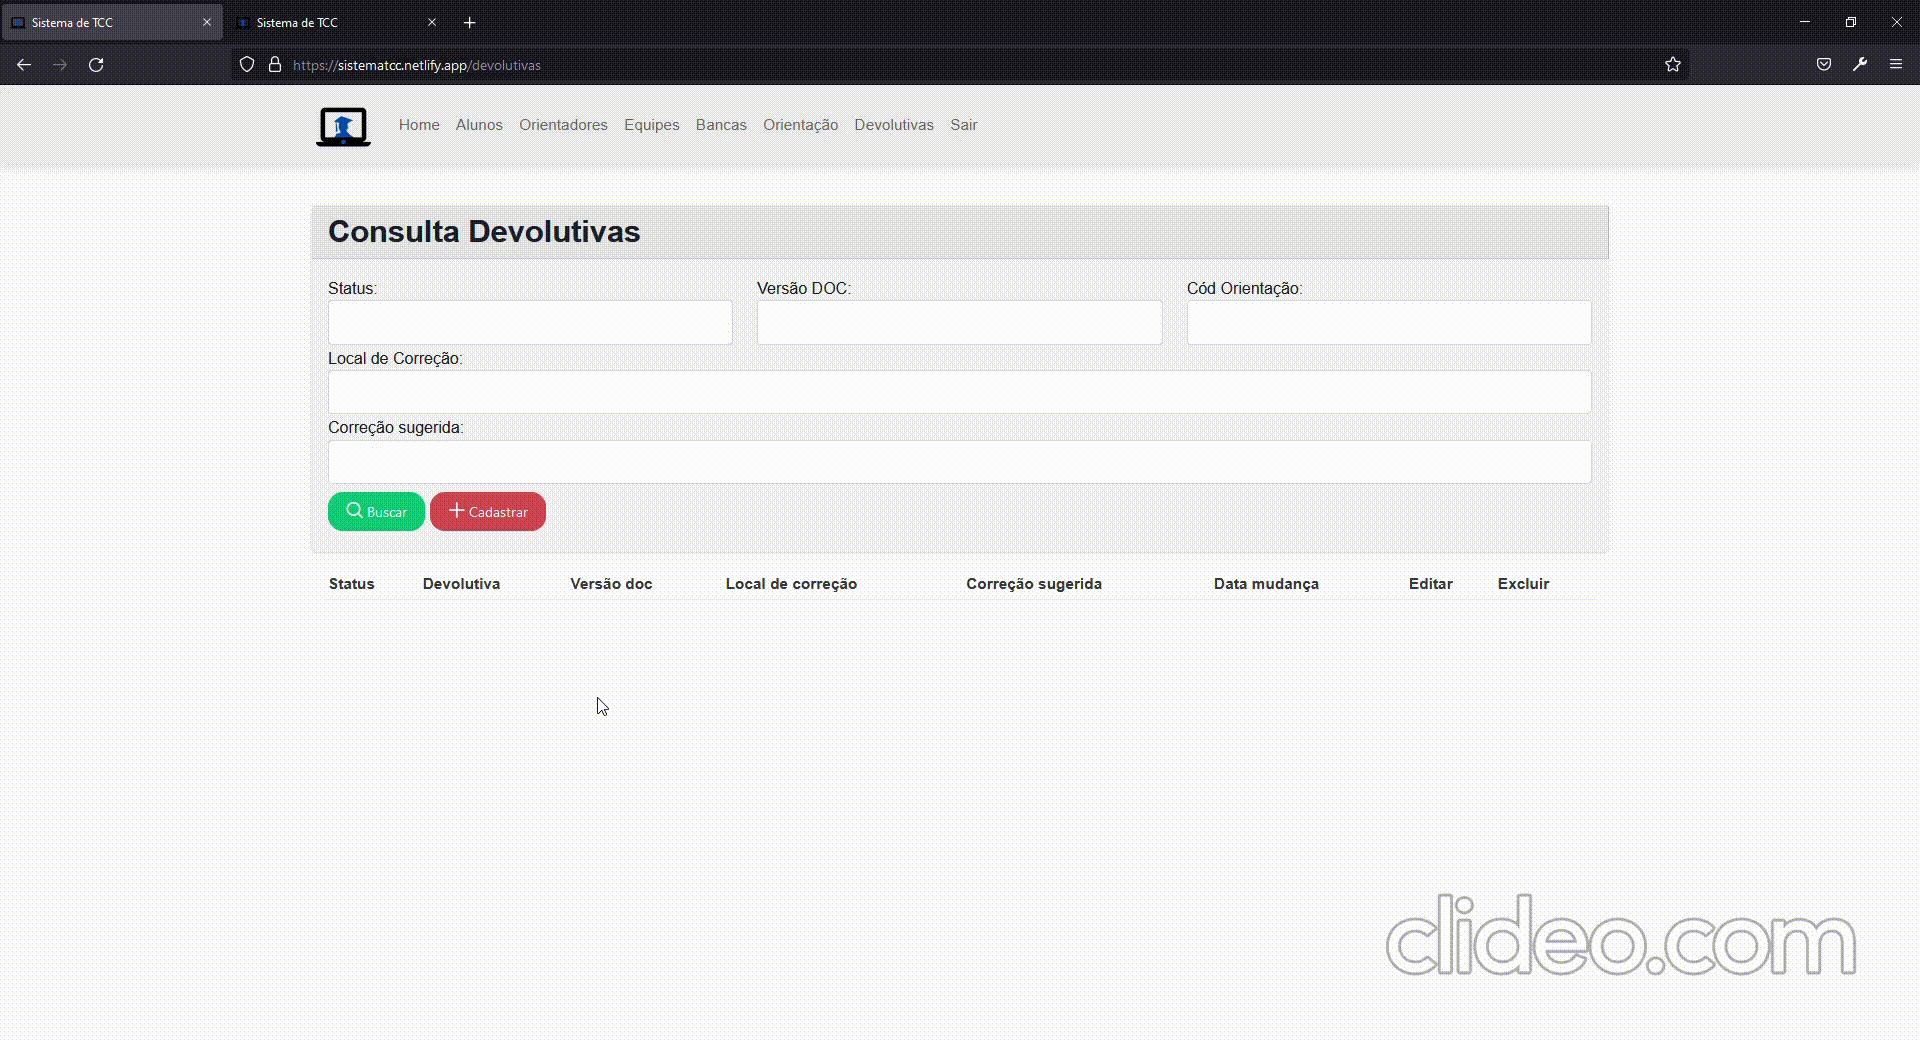 Sistema de TCC
Sistema de TCC
https://sistematcc.netlify.app/devolutivas
Home Alunos Orientadores Equipes Bancas Orientação Devolutivas Sair
Consulta Devolutivas
Status: Versão DOC: Cód Orientação:
Local de Correção:
Correção sugerida:
Buscar Cadastrar
Status Devolutiva Versão doc Local de correção Correção sugerida Data mudança Editar Excluir
clideo.com